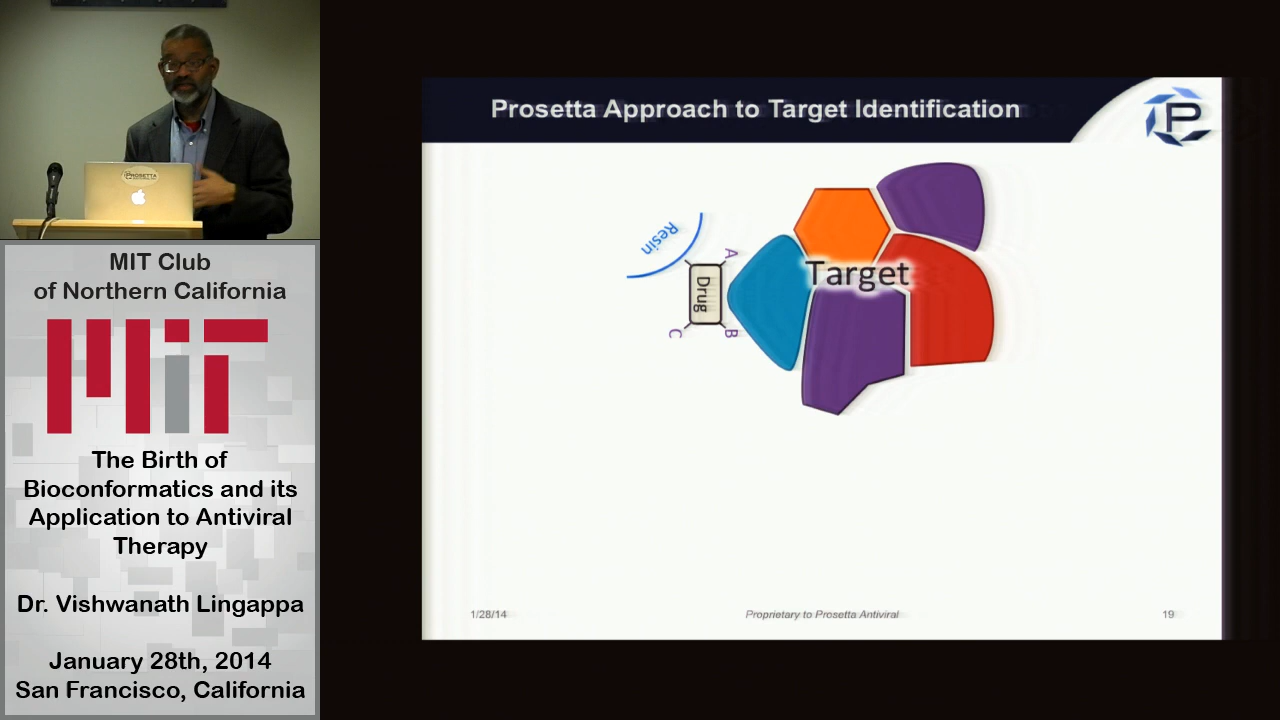 PROSETTA
MIT Club
of Northern California
MIT
The Birth of
Bioconformatics and its
Application to Antiviral
Therapy
Dr. Vishwanath Lingappa
January 28th, 2014
San Francisco, California
Prosetta Approach to Target Identification
P
Resin
A
Drug
C
B
Target
1/28/14
Proprietary to Prosetta Antiviral
19